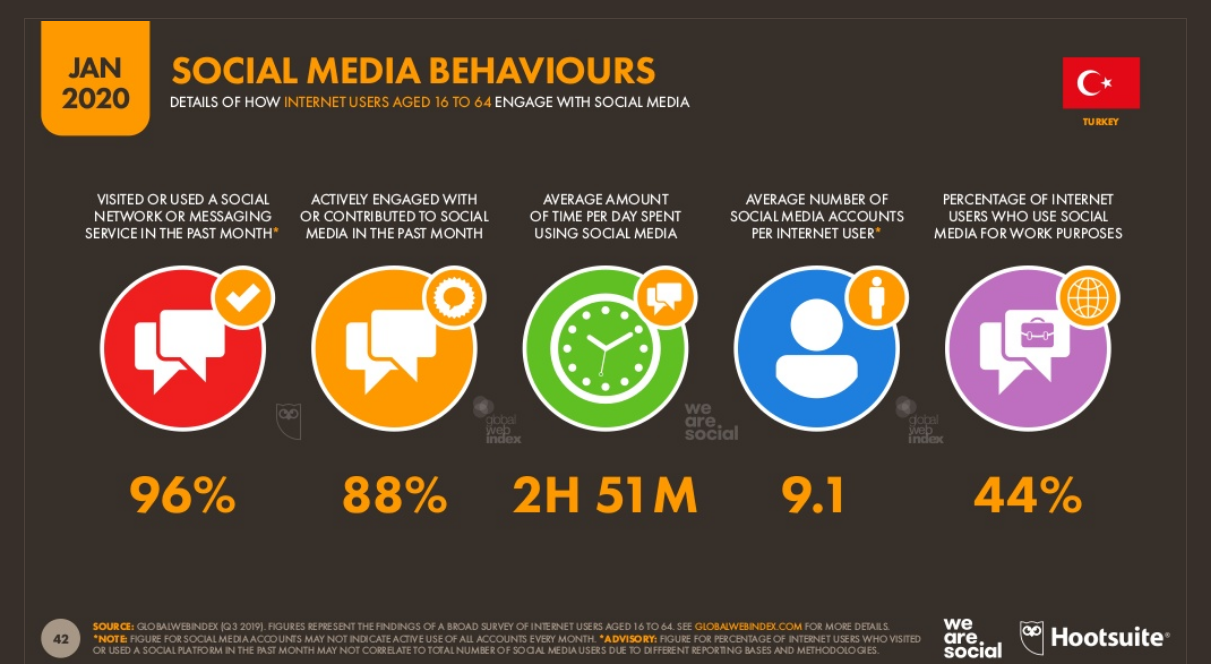 JAN
2020
SOCIAL MEDIA BEHAVIOURS
DETAILS OF HOW INTERNET USERS AGED 16 TO 64 ENGAGE WITH SOCIAL MEDIA
TURKEY
VISITED OR USED A SOCIAL
NETWORK OR MESSAGING
SERVICE IN THE PAST MONTH*
ACTIVELY ENGAGED WITH
OR CONTRIBUTED TO SOCIAL
MEDIA IN THE PAST MONTH
AVERAGE AMOUNT
OF TIME PER DAY SPENT
USING SOCIAL MEDIA
AVERAGE NUMBER OF
SOCIAL MEDIA ACCOUNTS
PER INTERNET USER*
PERCENTAGE OF INTERNET
USERS WHO USE SOCIAL
MEDIA FOR WORK PURPOSES
global
web
index
we
are
social
global
web
index
96%
88%
2H 51M
9.1
44%
42
SOURCE: GLOBALWEBINDEX (Q3 2019). FIGURES REPRESENT THE FINDINGS OF A BROAD SURVEY OF INTERNET USERS AGED 16 TO 64. SEE GLOBALWEBINDEX.COM FOR MORE DETAILS.
*NOTE: FIGURE FOR SOCIAL MEDIA ACCOUNTS MAY NOT INDICATE ACTIVE USE OF ALL ACCOUNTS EVERY MONTH. *ADVISORY: FIGURE FOR PERCENTAGE OF INTERNET USERS WHO VISITED
OR USED A SOCIAL PLATFORM IN THE PAST MONTH MAY NOT CORRELATE TO TOTAL NUMBER OF SOCIAL MEDIA USERS DUE TO DIFFERENT REPORTING BASES AND METHODOLOGIES.
we
are.
social
Hootsuite®